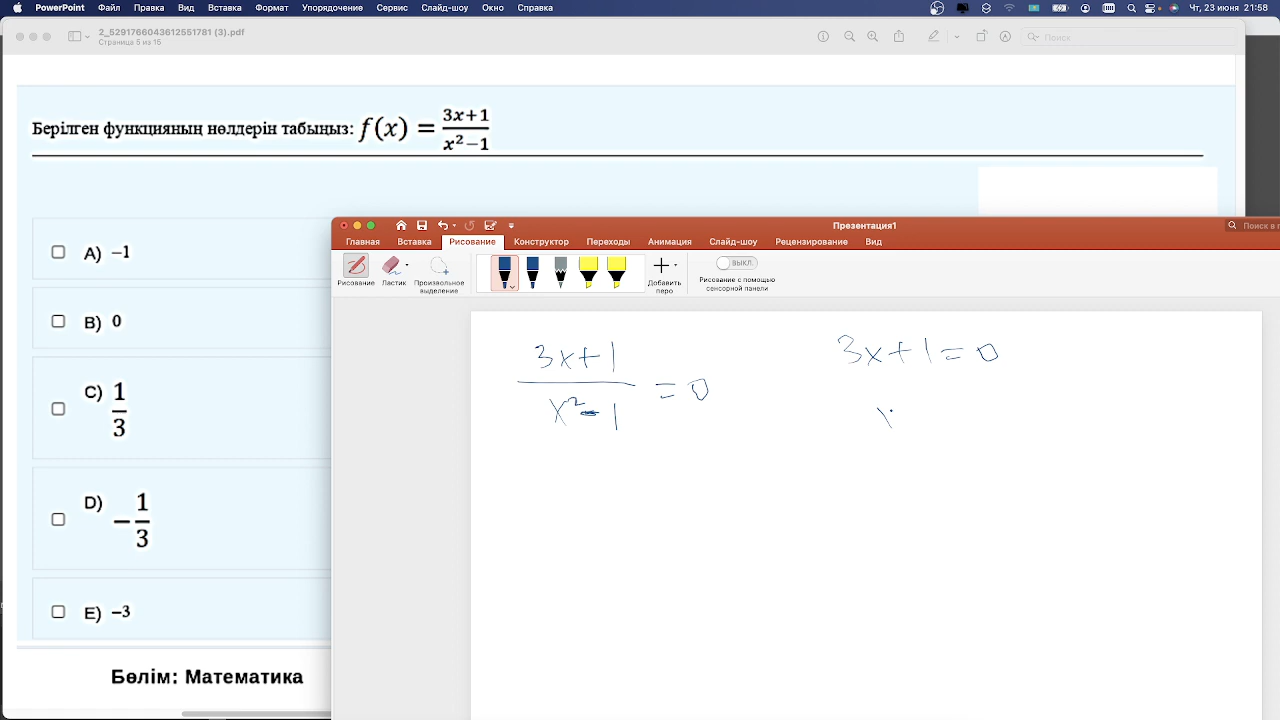 PowerPoint Файл Правка Вид Вставка Формат Упорядочить Сервис Слайд-шоу Окно Справка Чт, 23 июня 21:58
2_5291766043612551781 (3).pdf
Страница 5 из 15
Поиск
Берілген функцияның нөлдерін табыңыз: f(x) = (3x+1)/(x²−1)
A) −1
B) 0
C) 1/3
D) −1/3
E) −3
Бөлім: Математика
Презентация1
Поиск в п
Главная Вставка Рисование Конструктор Переходы Анимация Слайд-шоу Рецензирование Вид
Рисование Ластик Произвольное выделение Добавить перо ВЫКЛ. Рисование с помощью сенсорной панели
(3x+1)/(x²-1) = 0
3x+1=0